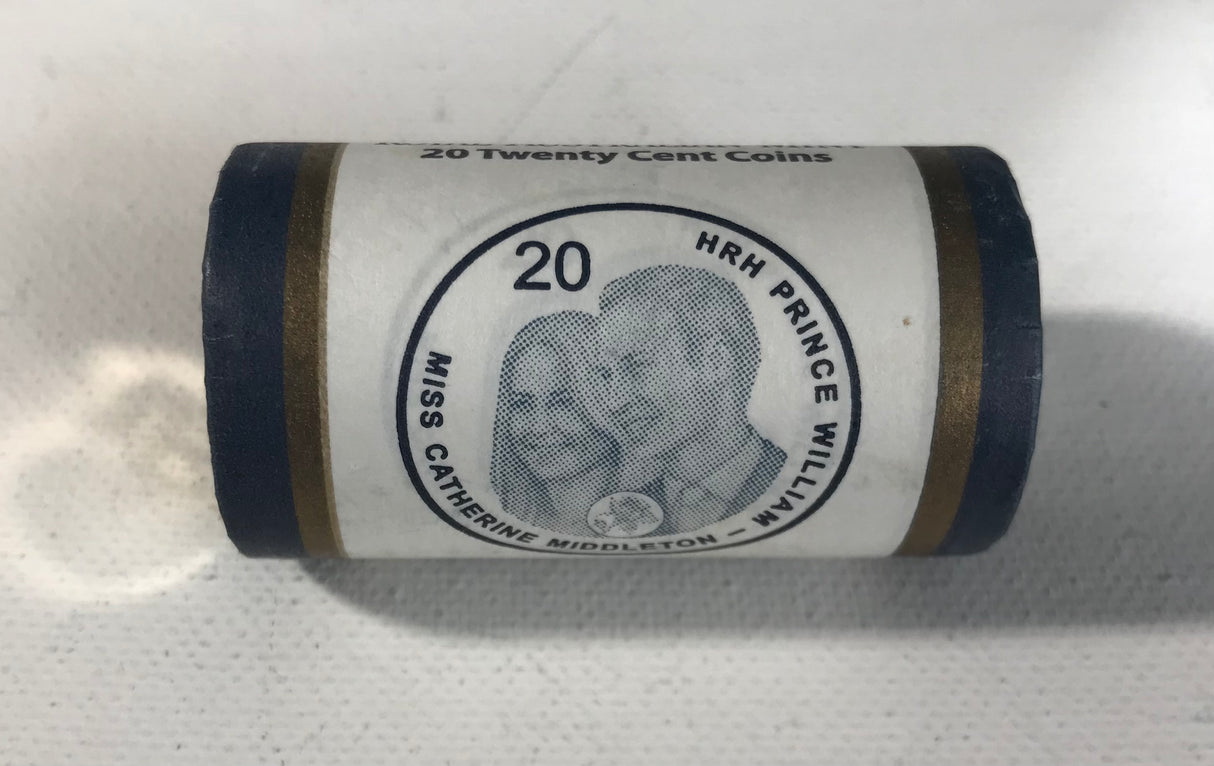 20 Twenty Cent Coins
20
HRH PRINCE WILLIAM –
MISS CATHERINE MIDDLETON